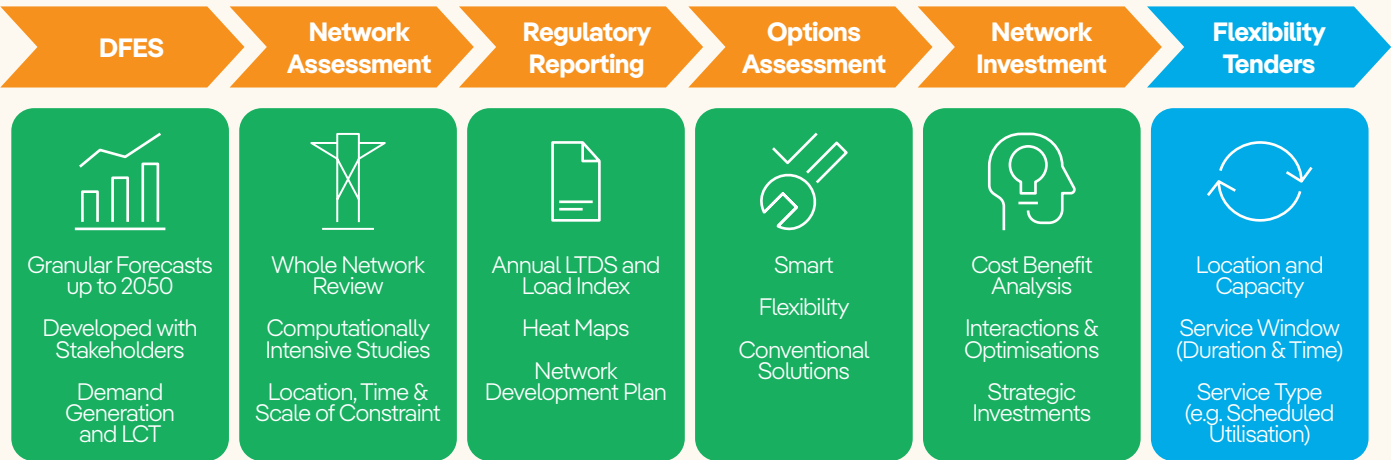 DFES
Network
Assessment
Regulatory
Reporting
Options
Assessment
Network
Investment
Flexibility
Tenders
Granular Forecasts
up to 2050
Developed with
Stakeholders
Demand
Generation
and LCT
Whole Network
Review
Computationally
Intensive Studies
Location, Time &
Scale of Constraint
Annual LTDS and
Load Index
Heat Maps
Network
Development Plan
Smart
Flexibility
Conventional
Solutions
Cost Benefit
Analysis
Interactions &
Optimisations
Strategic
Investments
Location and
Capacity
Service Window
(Duration & Time)
Service Type
(e.g. Scheduled
Utilisation)